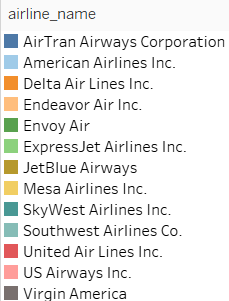 airline_name
AirTran Airways Corporation
American Airlines Inc.
Delta Air Lines Inc.
Endeavor Air Inc.
Envoy Air
ExpressJet Airlines Inc.
JetBlue Airways
Mesa Airlines Inc.
SkyWest Airlines Inc.
Southwest Airlines Co.
United Air Lines Inc.
US Airways Inc.
Virgin America